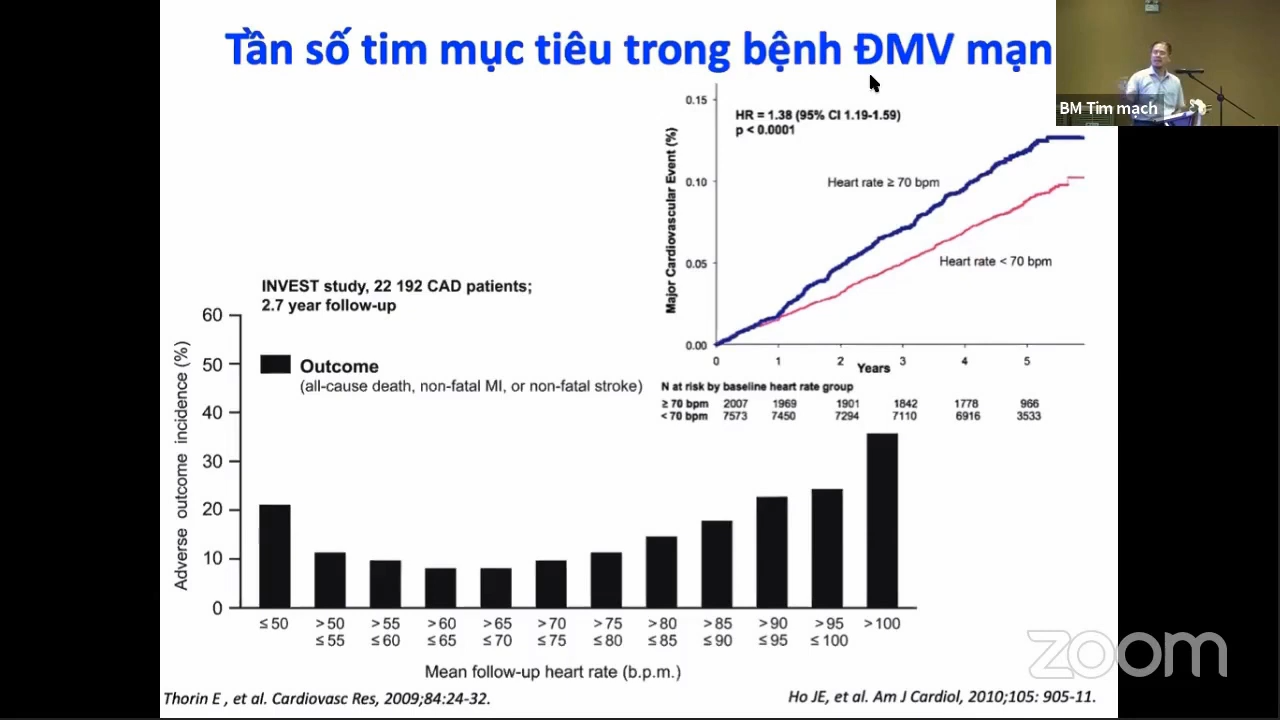 Tần số tim mục tiêu trong bệnh ĐMV mạn
BM Tim mạch
0.15
HR = 1.38 (95% CI 1.19-1.59)
p < 0.0001
Major Cardiovascular Event (%)
Heart rate ≥ 70 bpm
0.10
Heart rate < 70 bpm
0.05
0.00
0 1 2 3 4 5
Years
N at risk by baseline heart rate group
≥ 70 bpm 2007 1969 1901 1842 1778 966
< 70 bpm 7573 7450 7294 7110 6916 3533
INVEST study, 22 192 CAD patients;
2.7 year follow-up
Outcome
(all-cause death, non-fatal MI, or non-fatal stroke)
Adverse outcome incidence (%)
60
50
40
30
20
10
0
≤ 50 > 50 > 55 > 60 > 65 > 70 > 75 > 80 > 85 > 90 > 95 > 100
≤ 55 ≤ 60 ≤ 65 ≤ 70 ≤ 75 ≤ 80 ≤ 85 ≤ 90 ≤ 95 ≤ 100
Mean follow-up heart rate (b.p.m.)
Thorin E , et al. Cardiovasc Res, 2009;84:24-32.
Ho JE, et al. Am J Cardiol, 2010;105: 905-11.
zoom